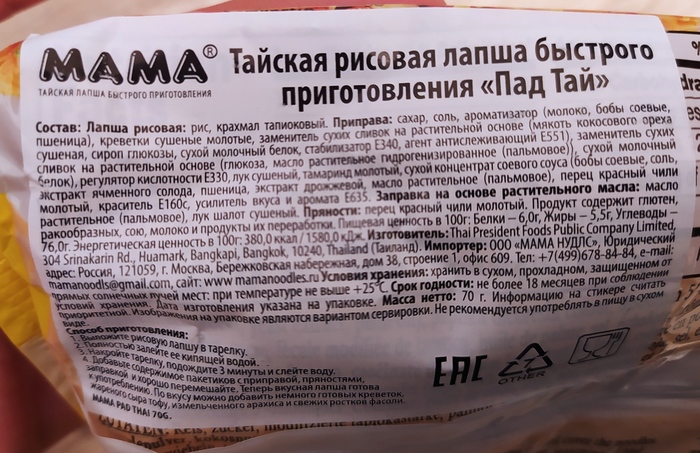 МАМА®
ТАЙСКАЯ ЛАПША БЫСТРОГО ПРИГОТОВЛЕНИЯ
Тайская рисовая лапша быстрого
приготовления «Пад Тай»
Состав: Лапша рисовая: рис, крахмал тапиоковый. Приправа: сахар, соль, ароматизатор (молоко, бобы соевые,
пшеница), креветки сушеные молотые, заменитель сухих сливок на растительной основе (мякоть кокосового ореха
сушеная, сироп глюкозы, сухой молочный белок, стабилизатор Е340, агент антислеживающий Е551), заменитель сухих
сливок на растительной основе (глюкоза, масло растительное гидрогенизированное (пальмовое)), сухой молочный
белок), регулятор кислотности Е330, лук сушеный, тамаринд молотый, сухой концентрат соевого соуса (бобы соевые, соль,
экстракт ячменного солода, пшеница, экстракт дрожжевой, масло растительное (пальмовое), перец красный чили
молотый, краситель Е160с, усилитель вкуса и аромата Е635. Заправка на основе растительного масла: масло
растительное (пальмовое), лук шалот сушеный. Пряности: перец красный чили молотый. Продукт содержит глютен,
ракообразных, сою, молоко и продукты их переработки. Пищевая ценность в 100г: Белки – 6,0г, Жиры – 5,5г, Углеводы –
76,0г. Энергетическая ценность в 100г: 380,0 ккал / 1580,0 кДж. Изготовитель: Thai President Foods Public Company Limited,
304 Srinakarin Rd., Huamark, Bangkapi, Bangkok, 10240, Thailand (Таиланд). Импортер: ООО «МАМА НУДЛС», Юридический
адрес: Россия, 121059, г. Москва, Бережковская набережная, дом 38, строение 1, офис 609. Тел: +7(499)678-84-84, e-mail:
mamanoodls@gmail.com, сайт: www.mamanoodles.ru Условия хранения: хранить в сухом, прохладном, защищенном от
прямых солнечных лучей мест: при температуре не выше +25°С. Срок годности: не более 18 месяцев при соблюдении
условий хранения. Дата изготовления указана на упаковке. Масса нетто: 70 г. Информацию на стикере считать
приоритетной. Изображения на упаковке являются вариантом сервировки. Не рекомендуется употреблять в пищу в сухом
виде.
Способ приготовления:
1. Выложите рисовую лапшу в тарелку.
2. Полностью залейте ее кипящей водой.
3. Накройте тарелку, подождите 3 минуты и слейте воду.
4. Добавьте содержимое пакетиков с приправой, пряностями,
заправкой и хорошо перемешайте. Теперь вкусная лапша готова
к употреблению. По вкусу можно добавить немного готовых креветок,
жареного сыра тофу, измельченного арахиса и свежих ростков фасоли.
MAMA PAD THAI 70G.
ЕАС
OTHER